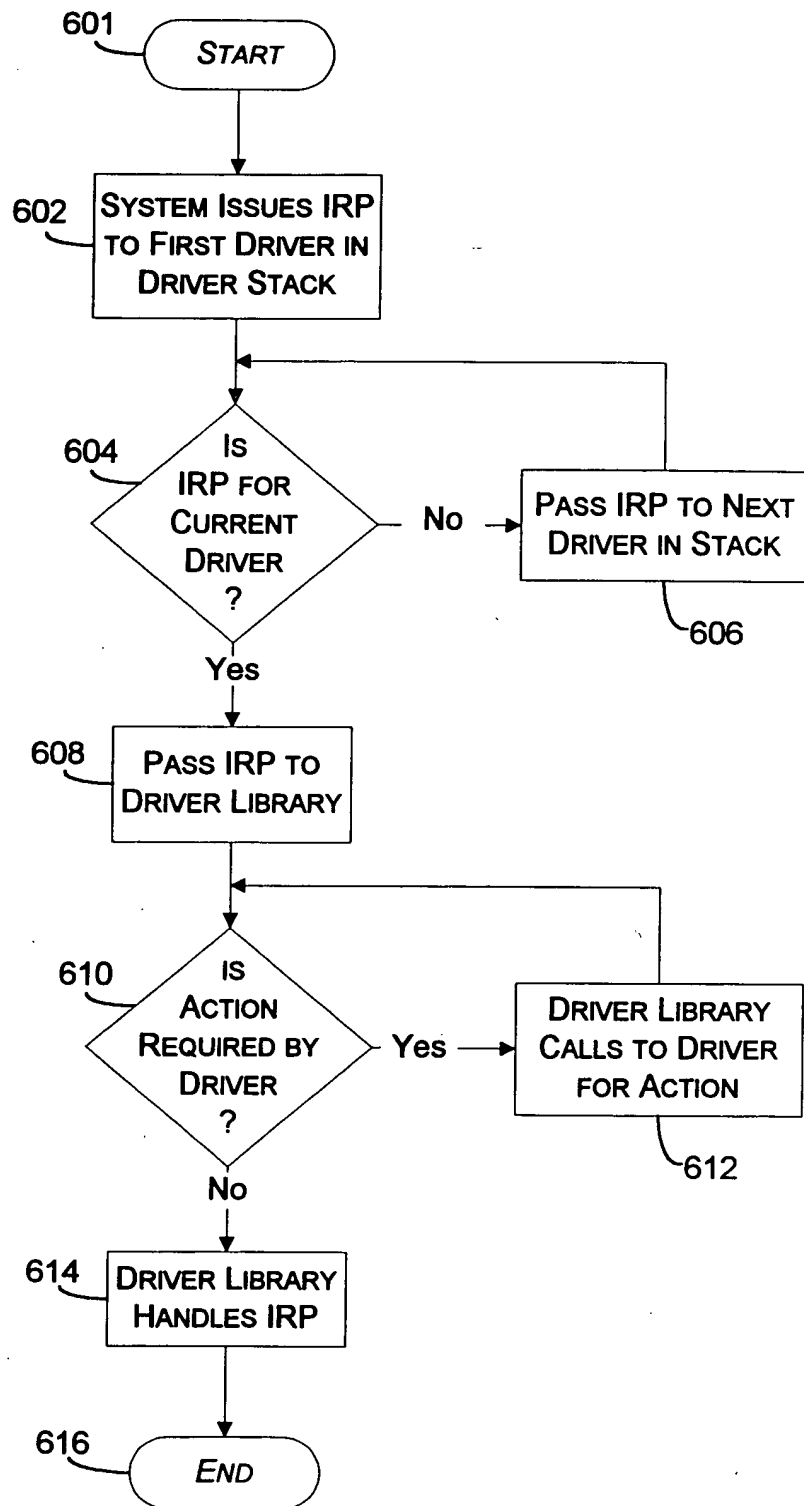 601
START
602
SYSTEM ISSUES IRP
TO FIRST DRIVER IN
DRIVER STACK
604
IS
IRP FOR
CURRENT
DRIVER
?
No
PASS IRP TO NEXT
DRIVER IN STACK
606
Yes
608
PASS IRP TO
DRIVER LIBRARY
610
IS
ACTION
REQUIRED BY
DRIVER
?
Yes
DRIVER LIBRARY
CALLS TO DRIVER
FOR ACTION
612
No
614
DRIVER LIBRARY
HANDLES IRP
616
END